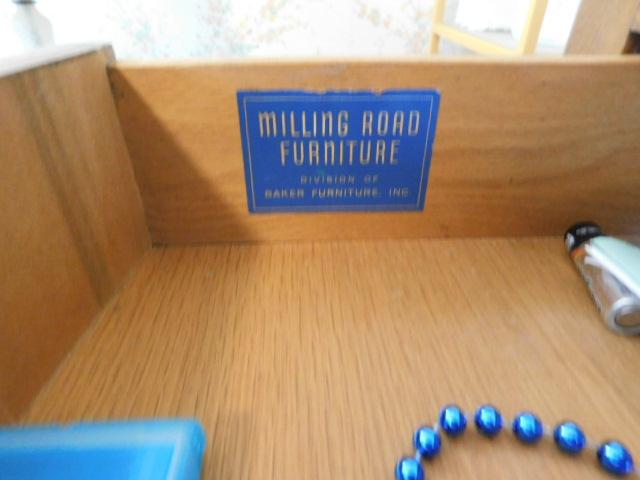 MILLING ROAD
FURNITURE
DIVISION OF
BAKER FURNITURE, INC.